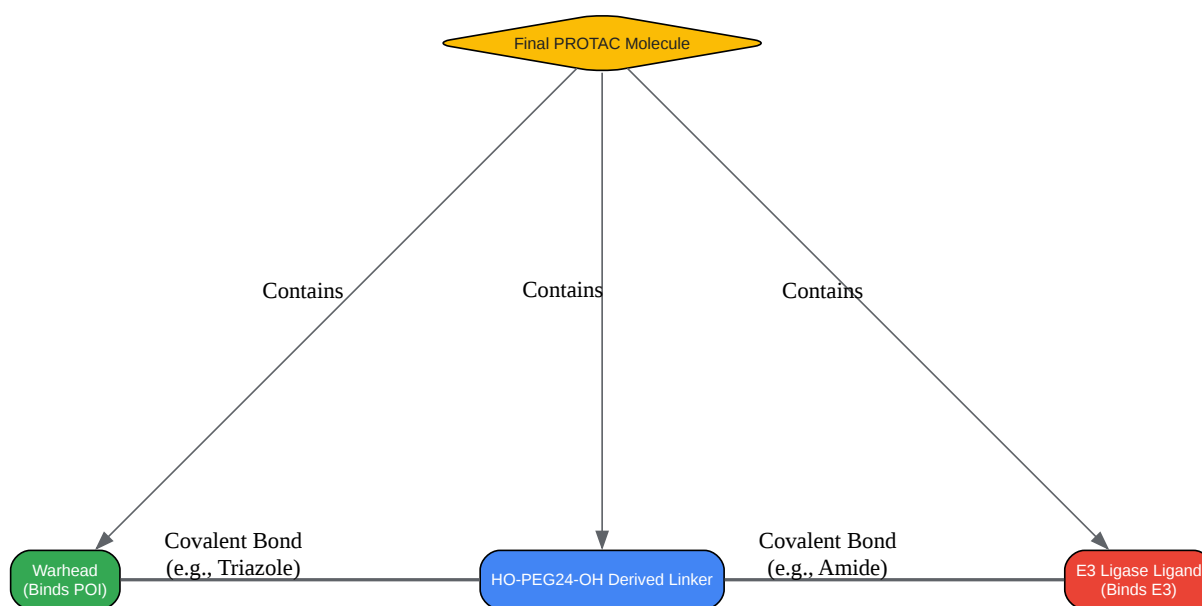 Final PROTAC Molecule
Contains
Contains
Contains
Covalent Bond
(e.g., Triazole)
Covalent Bond
(e.g., Amide)
Warhead
(Binds POI)
HO-PEG24-OH Derived Linker
E3 Ligase Ligand
(Binds E3)